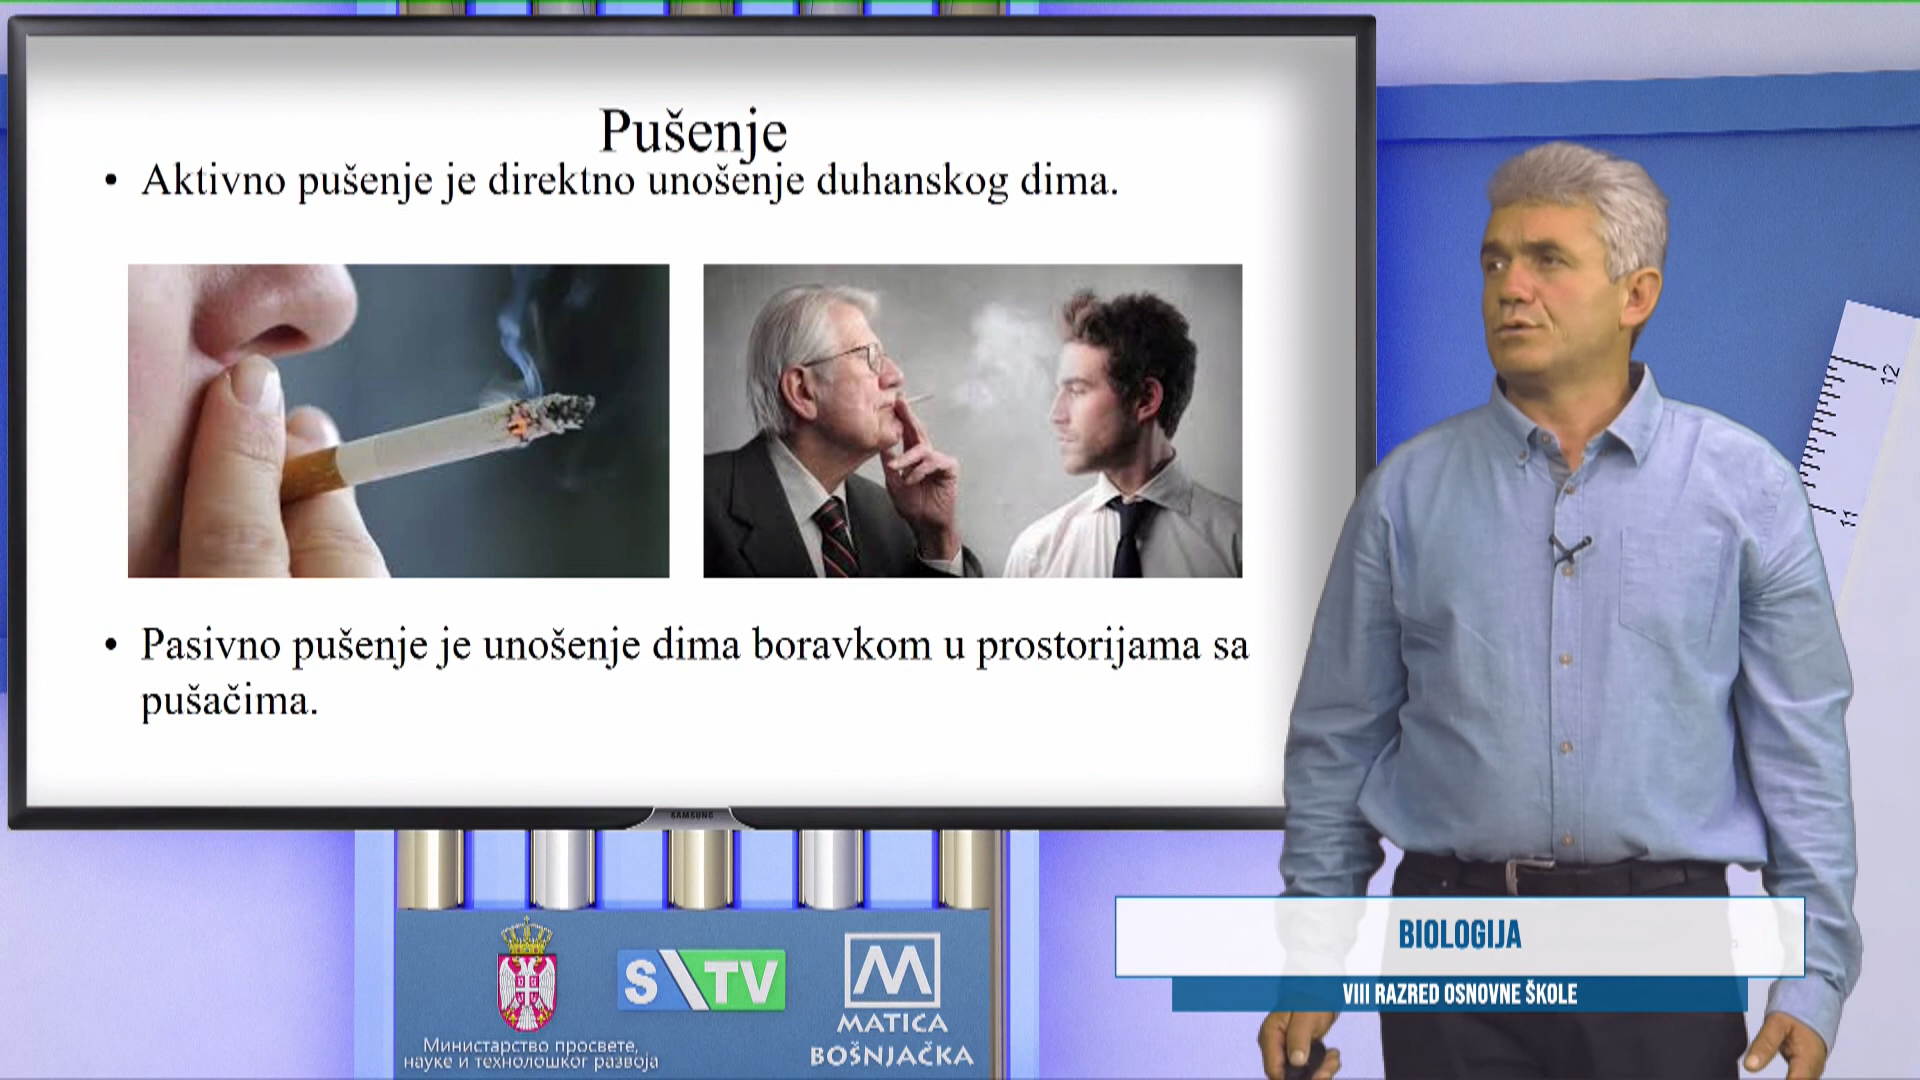 Pušenje
• Aktivno pušenje je direktno unošenje duhanskog dima.
• Pasivno pušenje je unošenje dima boravkom u prostorijama sa
pušačima.
SAMSUNG
12
11
BIOLOGIJA
VIII RAZRED OSNOVNE ŠKOLE
S TV
M
MATICA
BOŠNJAČKA
Министарство просвете,
науке и технолошког развоја